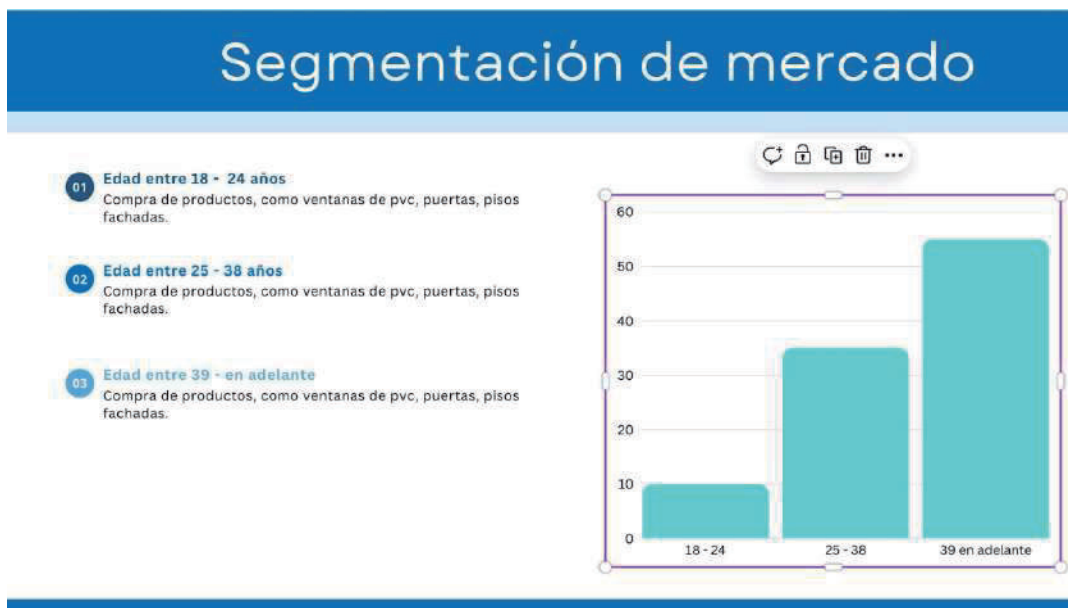 Segmentación de mercado
01
Edad entre 18 - 24 años
Compra de productos, como ventanas de pvc, puertas, pisos
fachadas.
02
Edad entre 25 - 38 años
Compra de productos, como ventanas de pvc, puertas, pisos
fachadas.
03
Edad entre 39 - en adelante
Compra de productos, como ventanas de pvc, puertas, pisos
fachadas.
60
50
40
30
20
10
0
18 - 24
25 - 38
39 en adelante